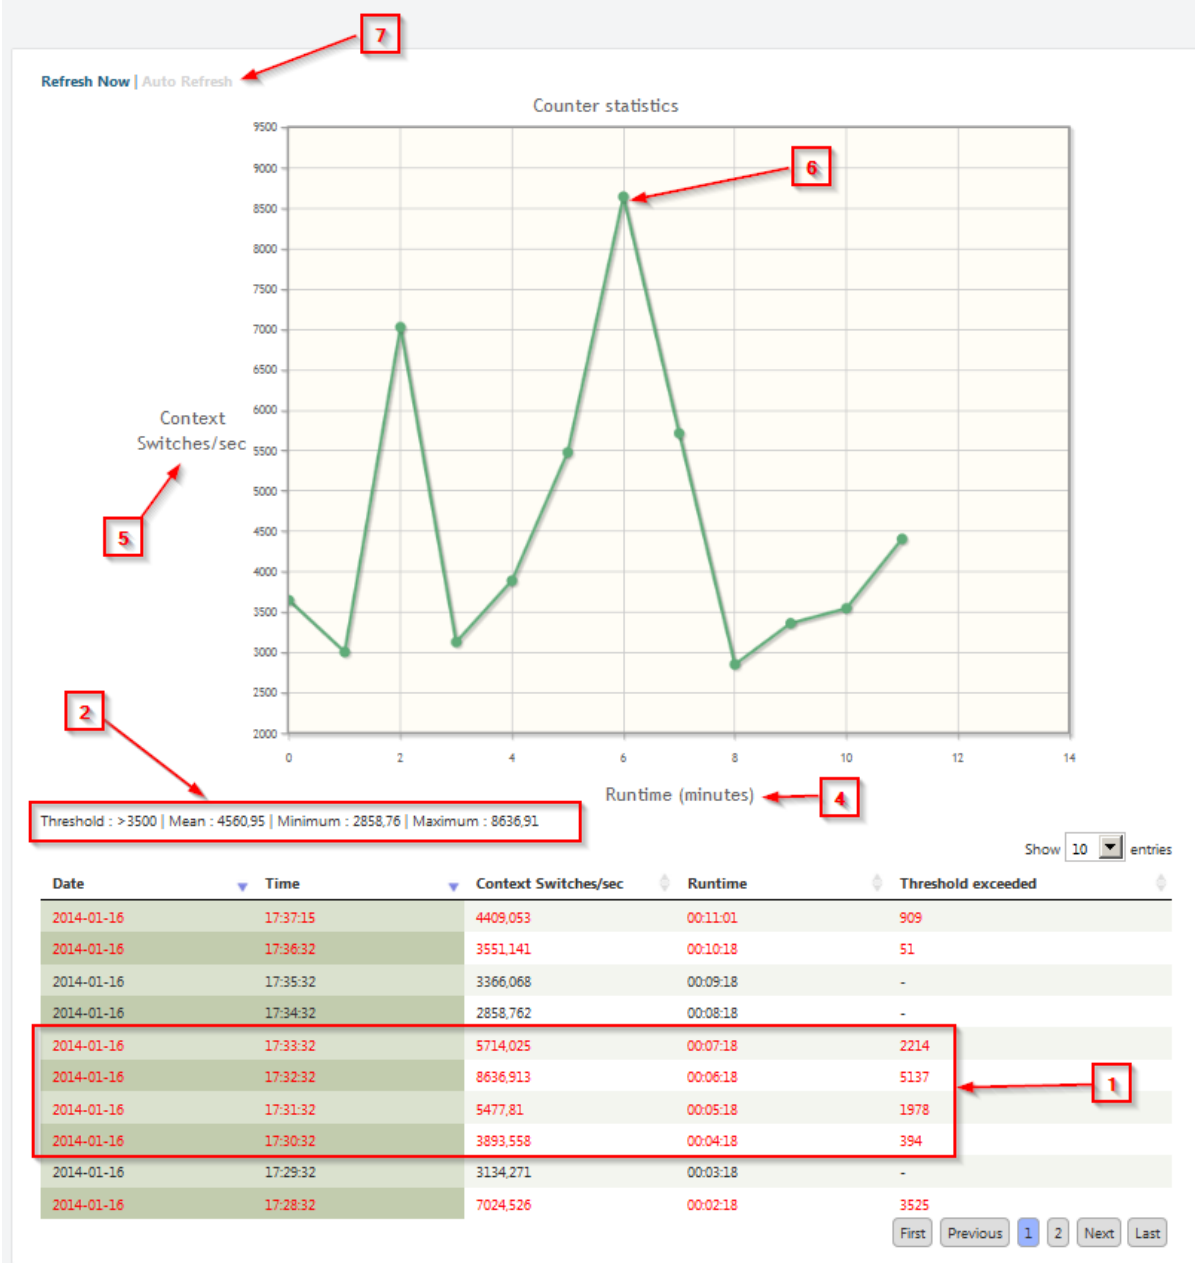 7
Refresh Now | Auto Refresh
Counter statistics
9500
9000
6
8500
8000
7500
7000
6500
6000
Context
Switches/sec
5500
5000
5
4500
4000
3500
3000
2500
2
2000
0 2 4 6 8 10 12 14
Runtime (minutes)
4
Threshold : >3500 | Mean : 4560,95 | Minimum : 2858,76 | Maximum : 8636,91
Show 10 entries
Date Time Context Switches/sec Runtime Threshold exceeded
2014-01-16 17:37:15 4409,053 00:11:01 909
2014-01-16 17:36:32 3551,141 00:10:18 51
2014-01-16 17:35:32 3366,068 00:09:18 -
2014-01-16 17:34:32 2858,762 00:08:18 -
2014-01-16 17:33:32 5714,025 00:07:18 2214
2014-01-16 17:32:32 8636,913 00:06:18 5137
1
2014-01-16 17:31:32 5477,81 00:05:18 1978
2014-01-16 17:30:32 3893,558 00:04:18 394
2014-01-16 17:29:32 3134,271 00:03:18 -
2014-01-16 17:28:32 7024,526 00:02:18 3525
First Previous 1 2 Next Last